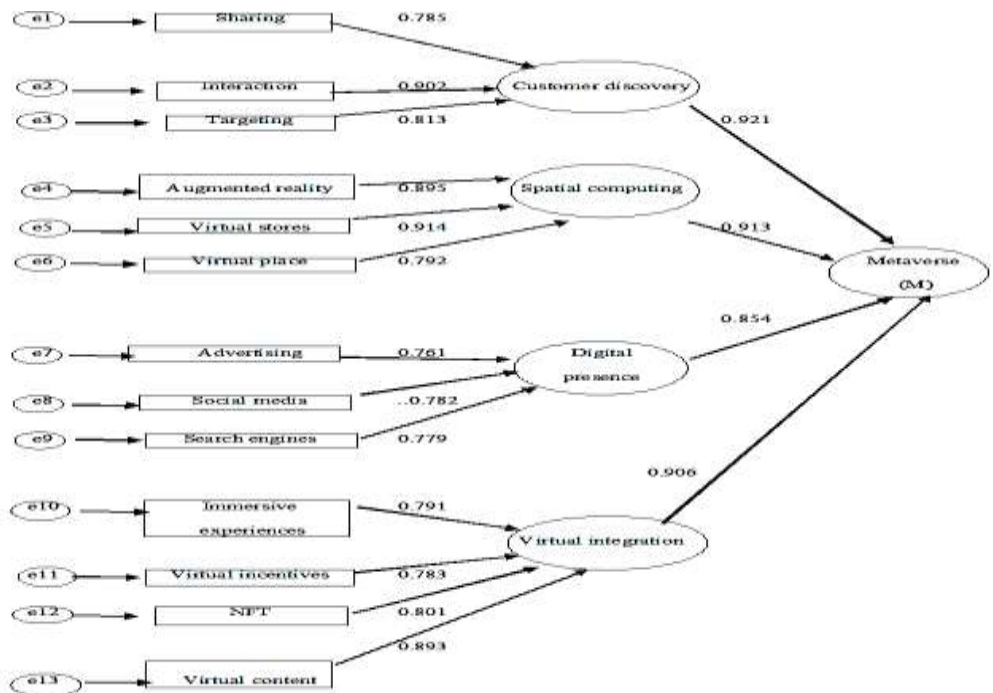 e1 Sharing 0.785
e2 Interaction 0.902 Customer discovery
e3 Targeting 0.813 0.921
e4 Augmented reality 0.895 Spatial computing
e5 Virtual stores 0.914 0.913
e6 Virtual place 0.792 Metaverse
(M)
0.854
e7 Advertising 0.761 Digital
presence
e8 Social media ..0.782
e9 Search engines 0.779
0.906
e10 Immersive 0.791
experiences
Virtual integration
e11 Virtual incentives 0.783
e12 NFT 0.801
0.893
e13 Virtual content